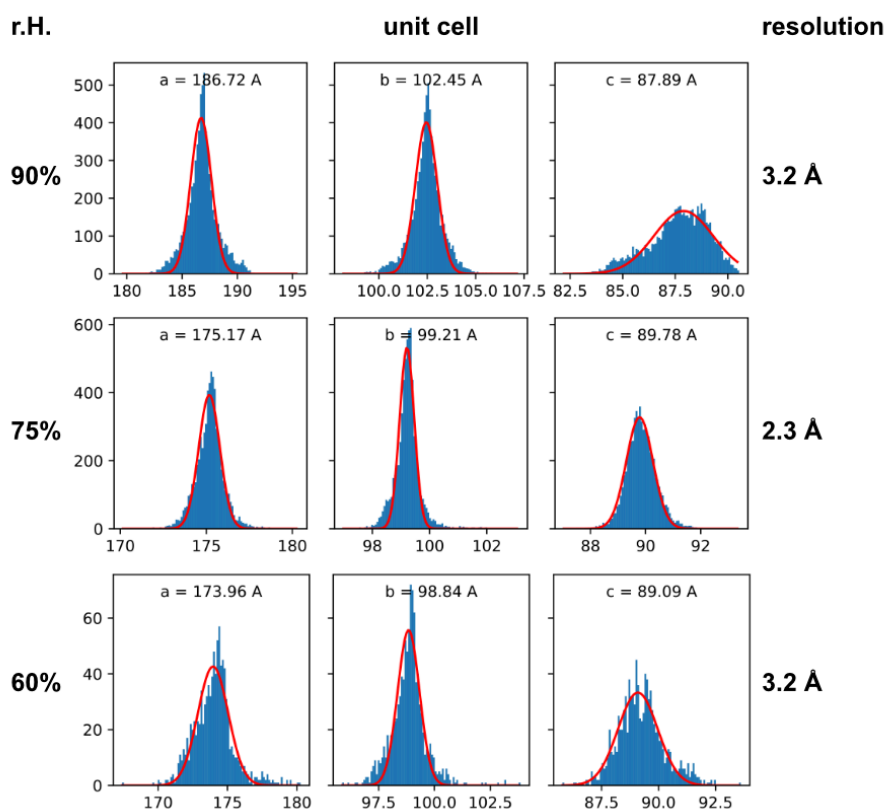 r.H. unit cell resolution
a = 186.72 A b = 102.45 A c = 87.89 A
500
400
300
200
100
0
90% 3.2 Å
180 185 190 195 100.0 102.5 105.0 107.5 82.5 85.0 87.5 90.0
a = 175.17 A b = 99.21 A c = 89.78 A
600
400
200
0
75% 2.3 Å
170 175 180 98 100 102 88 90 92
a = 173.96 A b = 98.84 A c = 89.09 A
60
40
20
0
60% 3.2 Å
170 175 180 97.5 100.0 102.5 87.5 90.0 92.5